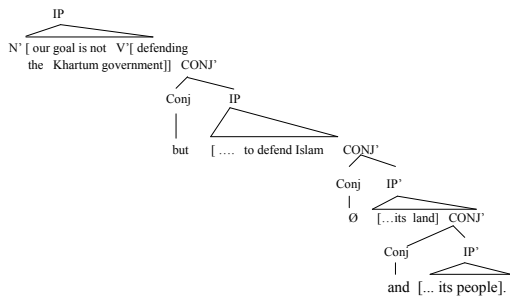 IP
N’ [ our goal is not V’[ defending
the Khartum government]] CONJ’
Conj IP
but [ …. to defend Islam CONJ’
Conj IP’
Ø […its land] CONJ’
Conj IP’
and [... its people].